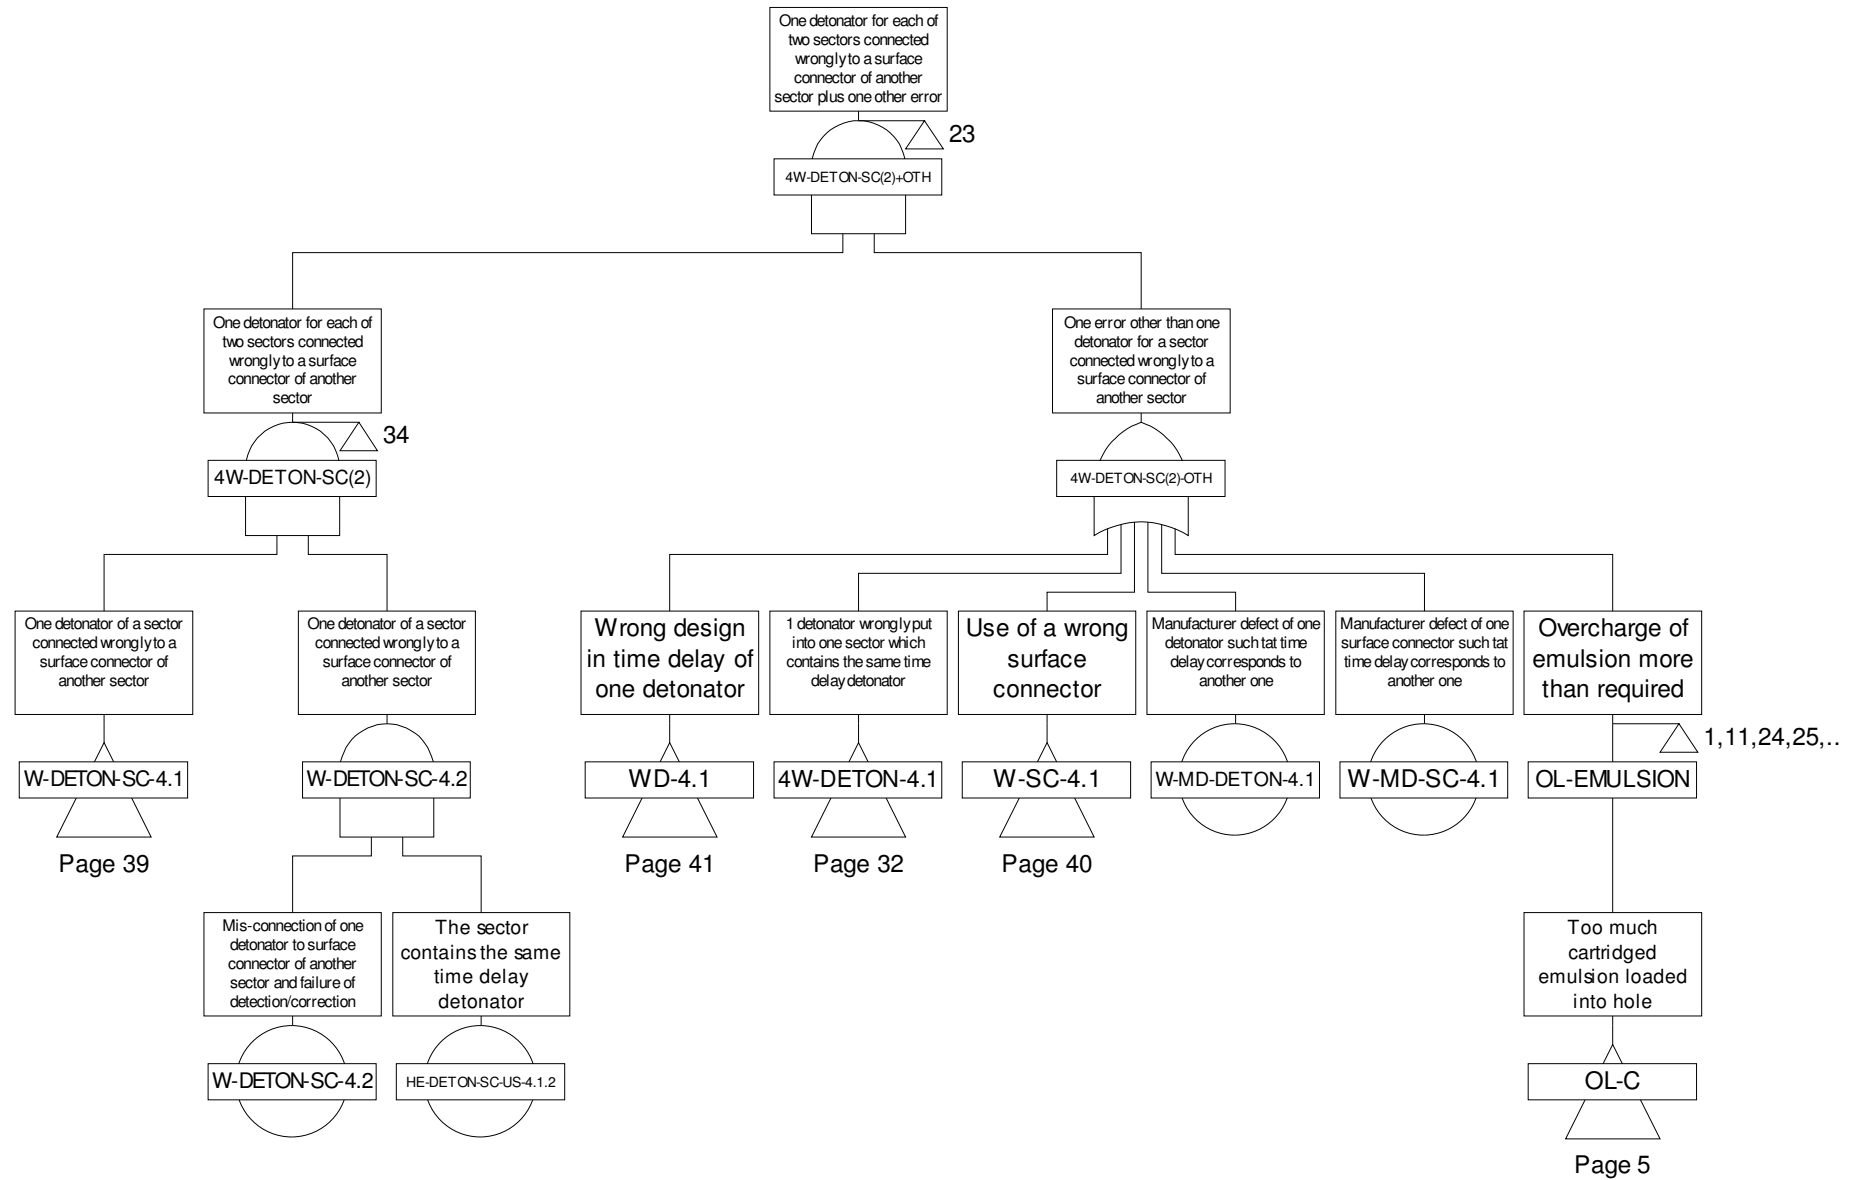 One detonator for each of
two sectors connected
wrongly to a surface
connector of another
sector plus one other error
23
4W-DETON-SC(2)+OTH
One detonator for each of
two sectors connected
wrongly to a surface
connector of another
sector
34
4W-DETON-SC(2)
One error other than one
detonator for a sector
connected wrongly to a
surface connector of
another sector
4W-DETON-SC(2)-OTH
One detonator of a sector
connected wrongly to a
surface connector of
another sector
W-DETON-SC-4.1
Page 39
One detonator of a sector
connected wrongly to a
surface connector of
another sector
W-DETON-SC-4.2
Wrong design
in time delay of
one detonator
WD-4.1
Page 41
1 detonator wrongly put
into one sector which
contains the same time
delay detonator
4W-DETON-4.1
Page 32
Use of a wrong
surface
connector
W-SC-4.1
Page 40
Manufacturer defect of one
detonator such tat time
delay corresponds to
another one
W-MD-DETON-4.1
Manufacturer defect of one
surface connector such tat
time delay corresponds to
another one
W-MD-SC-4.1
Overcharge of
emulsion more
than required
1,11,24,25,..
OL-EMULSION
Mis-connection of one
detonator to surface
connector of another
sector and failure of
detection/correction
W-DETON-SC-4.2
The sector
contains the same
time delay
detonator
HE-DETON-SC-US-4.1.2
Too much
cartridged
emulsion loaded
into hole
OL-C
Page 5